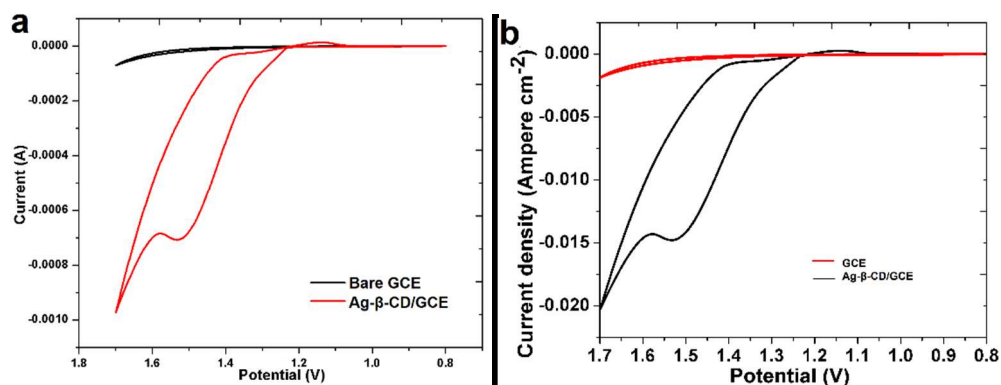 a
Current (A)
0.0000
-0.0002
-0.0004
-0.0006
-0.0008
-0.0010
Bare GCE
Ag-β-CD/GCE
1.8 1.6 1.4 1.2 1.0 0.8
Potential (V)
b
Current density (Ampere cm-2)
0.000
-0.005
-0.010
-0.015
-0.020
GCE
Ag-β-CD/GCE
1.7 1.6 1.5 1.4 1.3 1.2 1.1 1.0 0.9 0.8
Potential (V)